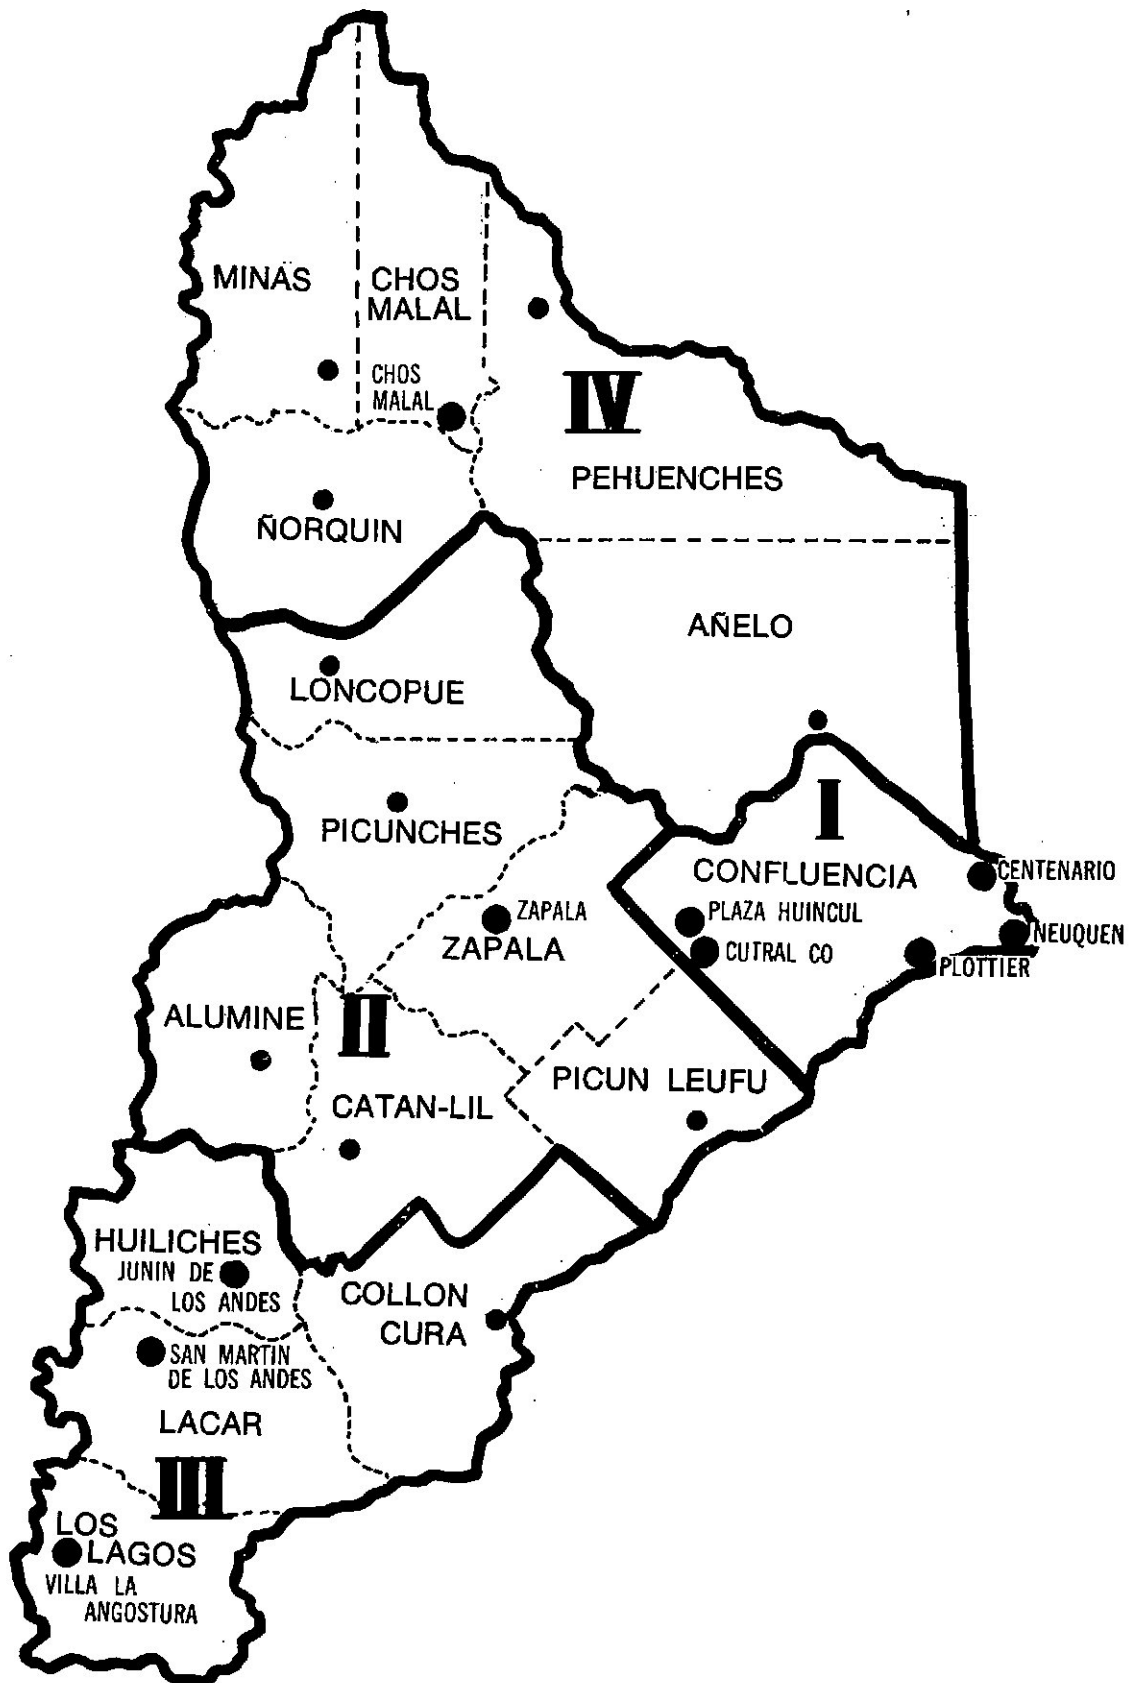 MINAS
CHOS
MALAL
CHOS
MALAL
IV
PEHUENCHES
ÑORQUIN
AÑELO
LONCOPUE
I
PICUNCHES
CONFLUENCIA
CENTENARIO
ZAPALA
PLAZA HUINCUL
NEUQUEN
ZAPALA
CUTRAL CO
PLOTTIER
ALUMINE
II
PICUN LEUFU
CATAN-LIL
HUILICHES
JUNIN DE
LOS ANDES
COLLON
CURA
SAN MARTIN
DE LOS ANDES
LACAR
III
LOS
LAGOS
VILLA LA
ANGOSTURA